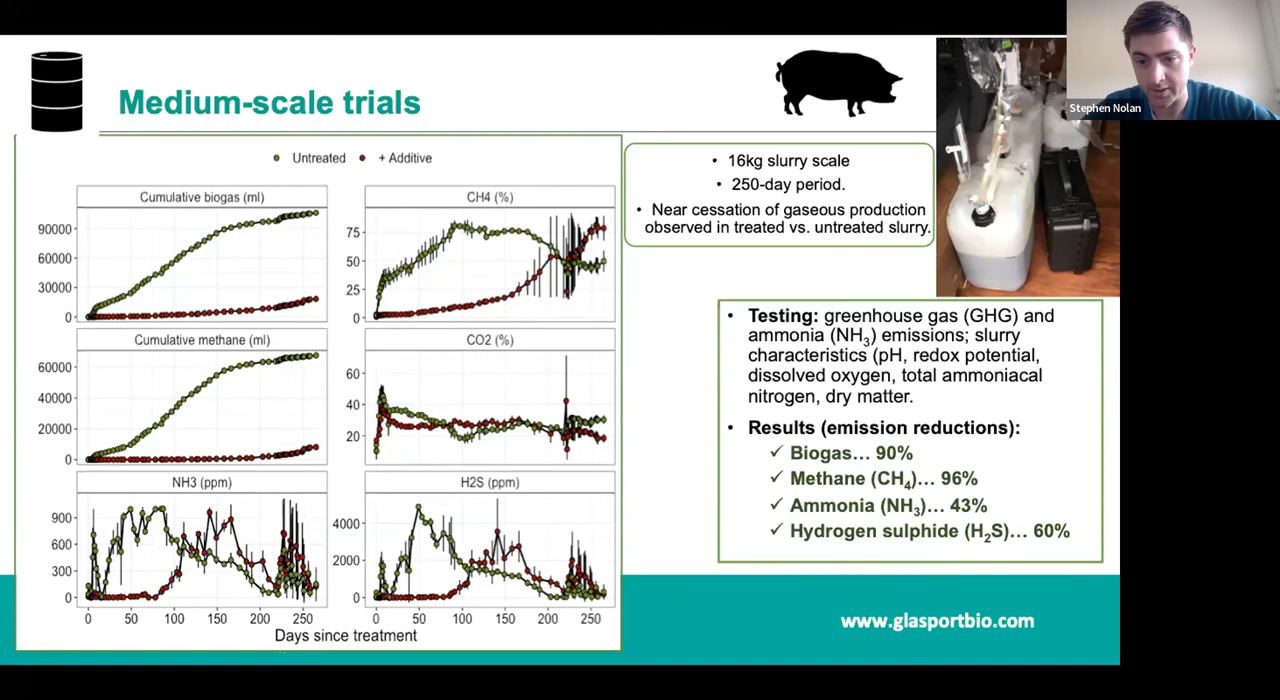 Stephen Nolan
Medium-scale trials
Untreated
+ Additive
Cumulative biogas (ml)
90000
60000
30000
0
CH4 (%)
75
50
25
0
Cumulative methane (ml)
60000
40000
20000
0
CO2 (%)
60
40
20
NH3 (ppm)
900
600
300
0
H2S (ppm)
4000
2000
0
0 50 100 150 200 250
0 50 100 150 200 250
Days since treatment
• 16kg slurry scale
• 250-day period.
• Near cessation of gaseous production
observed in treated vs. untreated slurry.
• Testing: greenhouse gas (GHG) and
ammonia (NH₃) emissions; slurry
characteristics (pH, redox potential,
dissolved oxygen, total ammoniacal
nitrogen, dry matter.
• Results (emission reductions):
✓ Biogas… 90%
✓ Methane (CH₄)… 96%
✓ Ammonia (NH₃)… 43%
✓ Hydrogen sulphide (H₂S)… 60%
www.glasportbio.com